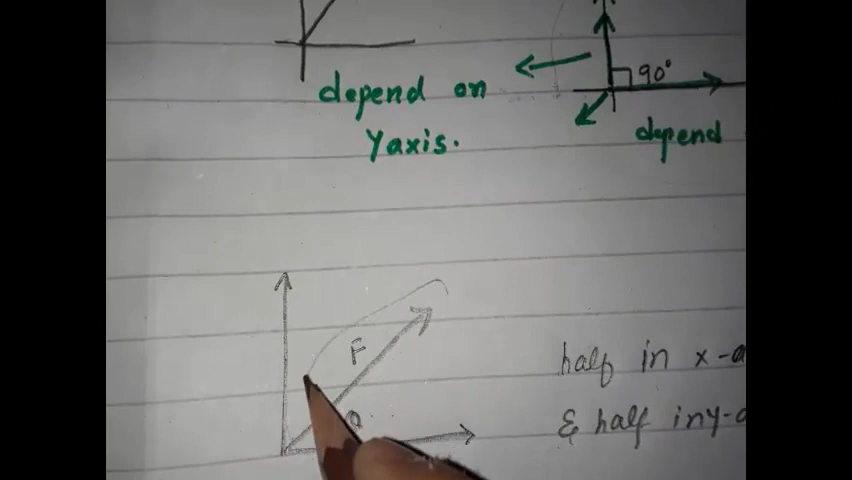 depend on
Yaxis.
90°
depend
F
half in x-a
& half iny-a